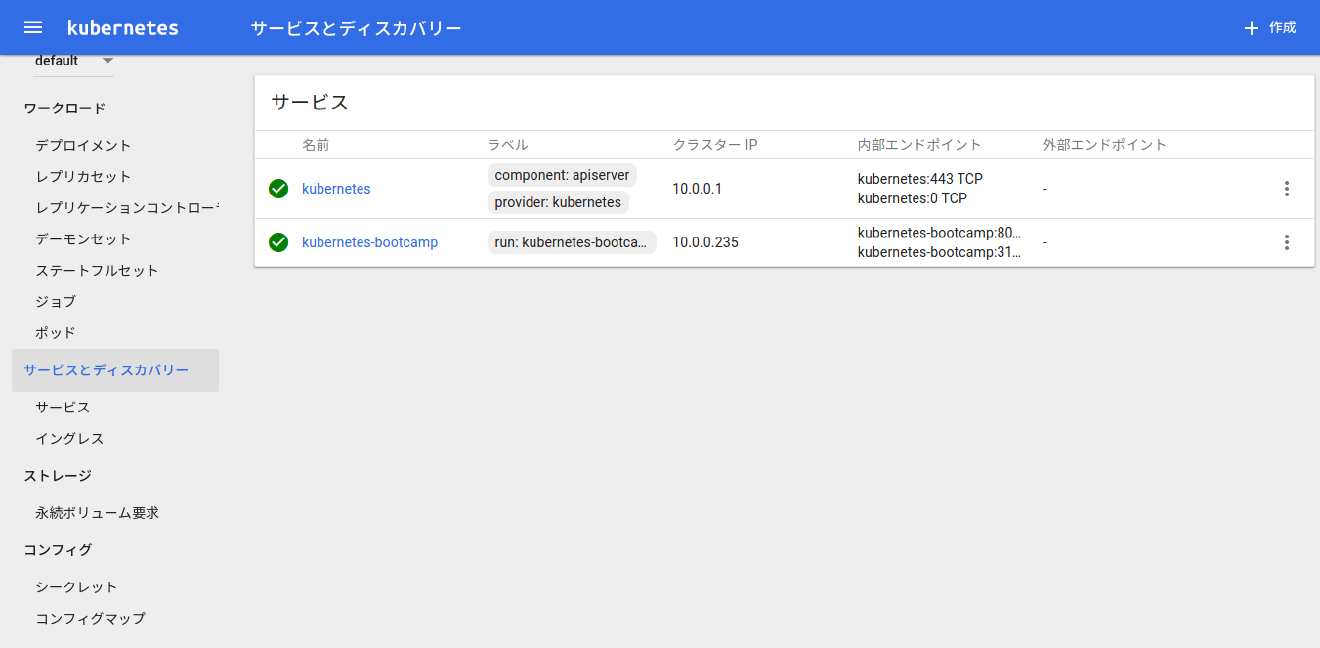 kubernetes
サービスとディスカバリー
作成
default
ワークロード
デプロイメント
レプリカセット
レプリケーションコントロー
デーモンセット
ステートフルセット
ジョブ
ポッド
サービスとディスカバリー
サービス
イングレス
ストレージ
永続ボリューム要求
コンフィグ
シークレット
コンフィグマップ
サービス
名前 ラベル クラスター IP 内部エンドポイント 外部エンドポイント
kubernetes
component: apiserver
provider: kubernetes
10.0.0.1
kubernetes:443 TCP
kubernetes:0 TCP
-
kubernetes-bootcamp
run: kubernetes-bootca...
10.0.0.235
kubernetes-bootcamp:80...
kubernetes-bootcamp:31...
-